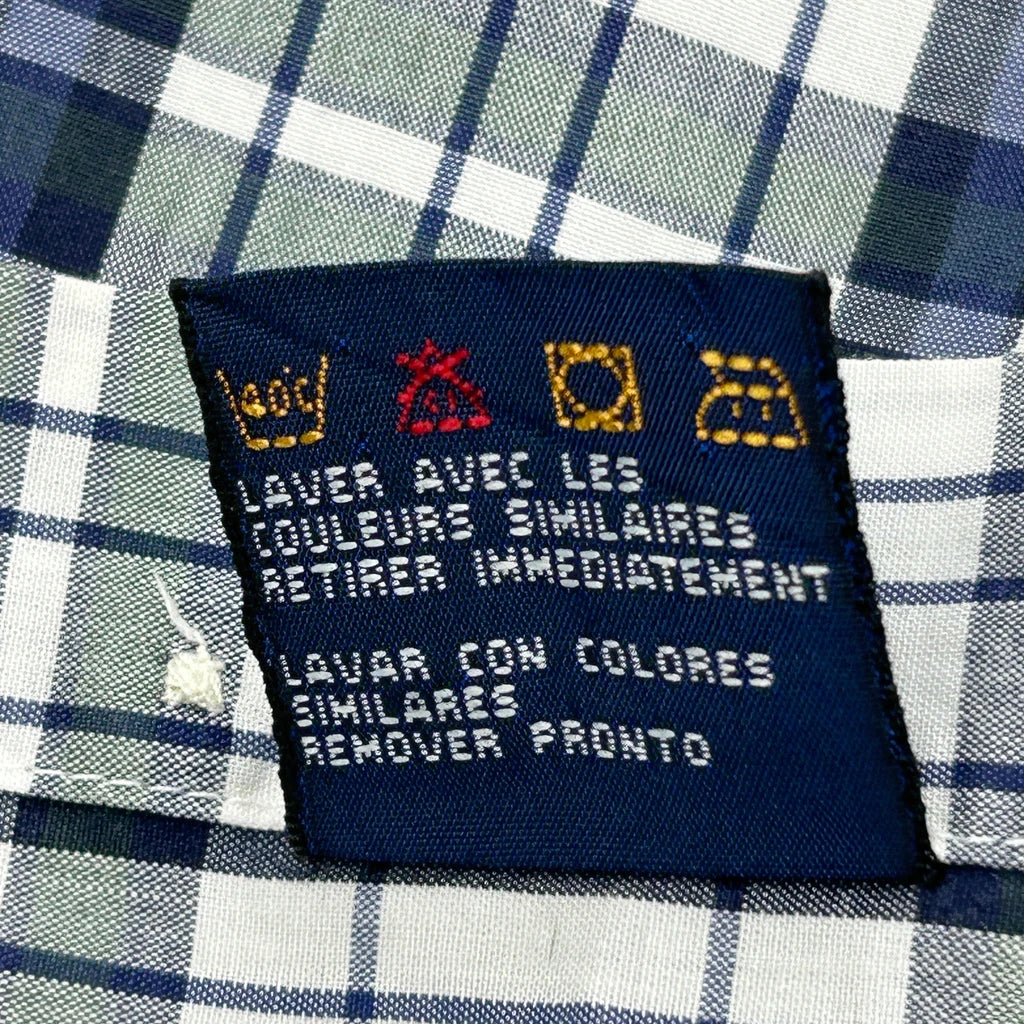 LAVER AVEC LES
COULEURS SIMILAIRES
RETIRER IMMEDIATEMENT
LAVAR CON COLORES
SIMILARES
REMOVER PRONTO